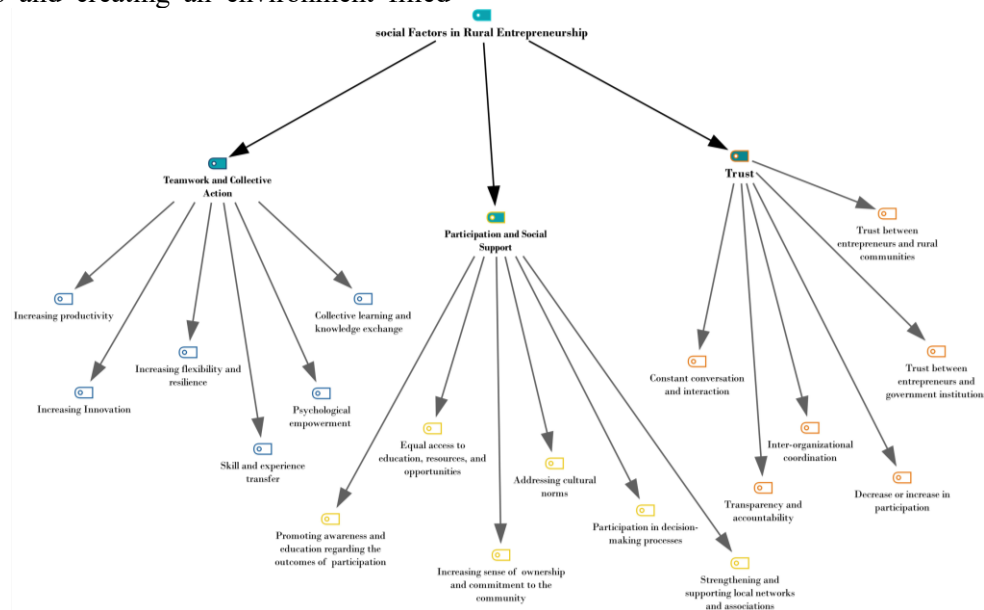 and creating an environment filled
social Factors in Rural Entrepreneurship
Teamwork and Collective
Action
Increasing productivity
Increasing Innovation
Increasing flexibility and
resilience
Skill and experience
transfer
Psychological
empowerment
Collective learning and
knowledge exchange
Participation and Social
Support
Promoting awareness and
education regarding the
outcomes of participation
Equal access to
education, resources, and
opportunities
Increasing sense of ownership
and commitment to the
community
Addressing cultural
norms
Participation in decision-
making processes
Strengthening and
supporting local networks
and associations
Trust
Constant conversation
and interaction
Transparency and
accountability
Inter-organizational
coordination
Decrease or increase in
participation
Trust between
entrepreneurs and
government institution
Trust between
entrepreneurs and rural
communities